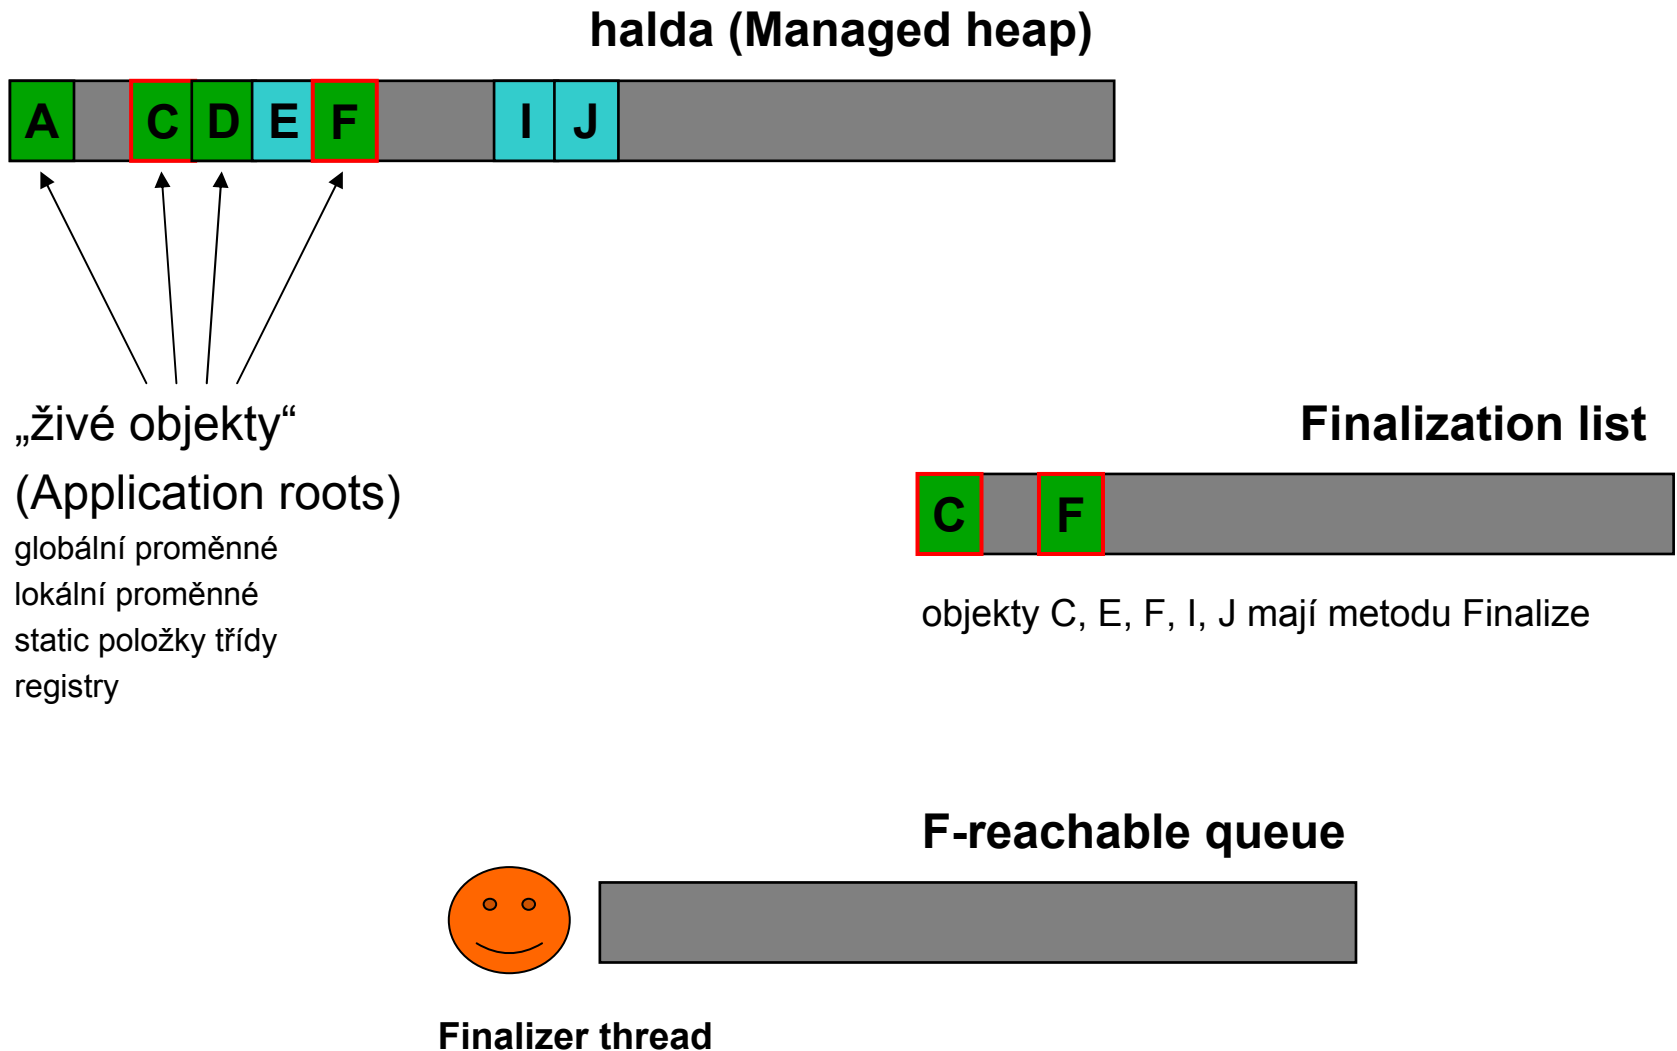 halda (Managed heap)
A C D E F I J
„živé objekty“
(Application roots)
globální proměnné
lokální proměnné
static položky třídy
registry
Finalization list
C F
objekty C, E, F, I, J mají metodu Finalize
F-reachable queue
Finalizer thread